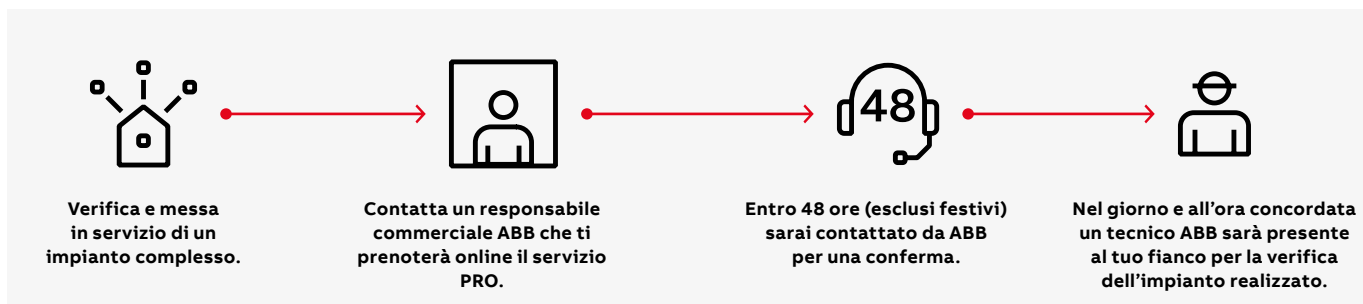 48
Verifica e messa
in servizio di un
impianto complesso.
Contatta un responsabile
commerciale ABB che ti
prenoterà online il servizio
PRO.
Entro 48 ore (esclusi festivi)
sarai contattato da ABB
per una conferma.
Nel giorno e all’ora concordata
un tecnico ABB sarà presente
al tuo fianco per la verifica
dell’impianto realizzato.